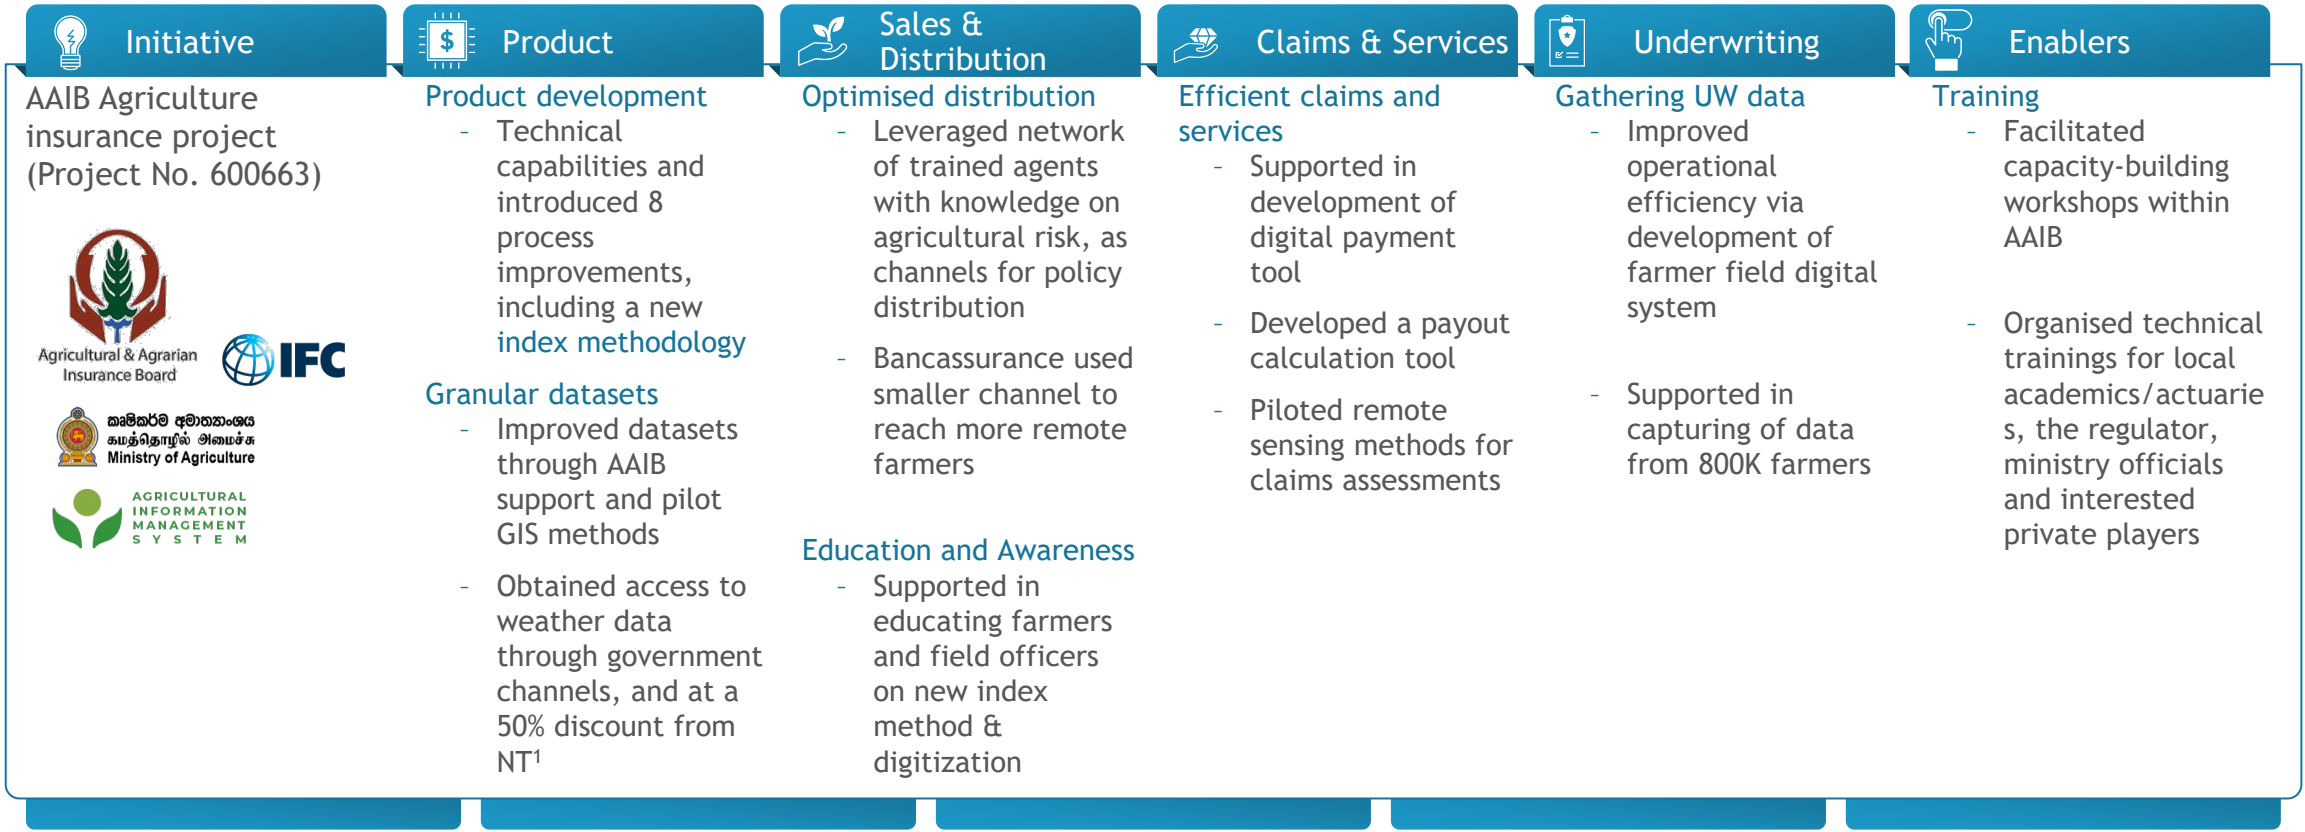 Initiative
AAIB Agriculture
insurance project
(Project No. 600663)
Agricultural & Agrarian
Insurance Board
IFC
කෘෂිකර්ම අමාත්‍යාංශය
கமத்தொழில் அமைச்சு
Ministry of Agriculture
AGRICULTURAL
INFORMATION
MANAGEMENT
SYSTEM
$
Product
Product development
- Technical
capabilities and
introduced 8
process
improvements,
including a new
index methodology
Granular datasets
- Improved datasets
through AAIB
support and pilot
GIS methods
- Obtained access to
weather data
through government
channels, and at a
50% discount from
NT¹
Sales &
Distribution
Optimised distribution
- Leveraged network
of trained agents
with knowledge on
agricultural risk, as
channels for policy
distribution
- Bancassurance used
smaller channel to
reach more remote
farmers
Education and Awareness
- Supported in
educating farmers
and field officers
on new index
method &
digitization
Claims & Services
Efficient claims and
services
- Supported in
development of
digital payment
tool
- Developed a payout
calculation tool
- Piloted remote
sensing methods for
claims assessments
Underwriting
Gathering UW data
- Improved
operational
efficiency via
development of
farmer field digital
system
- Supported in
capturing of data
from 800K farmers
Enablers
Training
- Facilitated
capacity-building
workshops within
AAIB
- Organised technical
trainings for local
academics/actuarie
s, the regulator,
ministry officials
and interested
private players